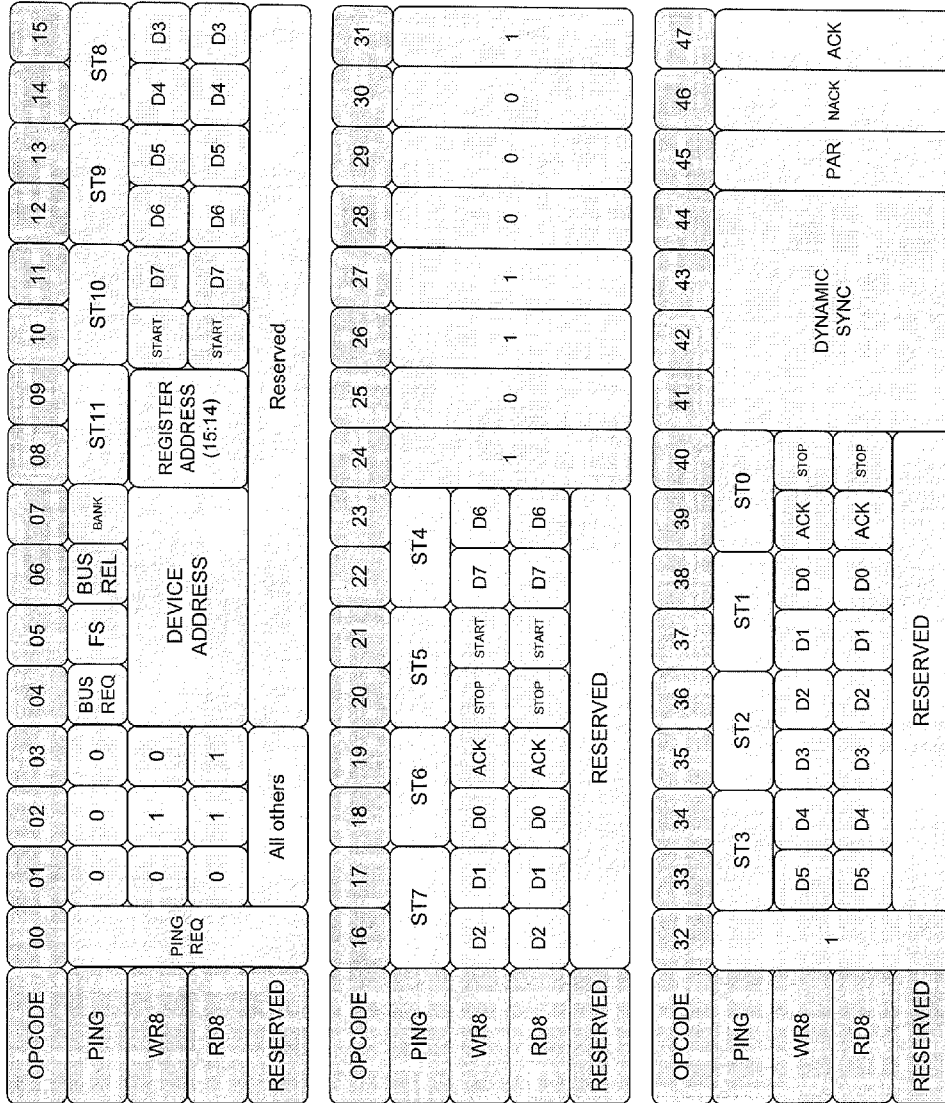 OPCODE 00 01 02 03 04 05 06 07 08 09 10 11 12 13 14 15
PING PING REQ 0 0 0 BUS REQ FS BUS REL BANK ST11 ST10 ST9 ST8
WR8 0 1 0 DEVICE ADDRESS REGISTER ADDRESS (15:14) START D7 D6 D5 D4 D3
RD8 0 1 1 START D7 D6 D5 D4 D3
RESERVED All others Reserved
OPCODE 16 17 18 19 20 21 22 23 24 25 26 27 28 29 30 31
PING ST7 ST6 ST5 ST4 1 0 1 1 0 0 0 1
WR8 D2 D1 D0 ACK STOP START D7 D6
RD8 D2 D1 D0 ACK STOP START D7 D6
RESERVED RESERVED
OPCODE 32 33 34 35 36 37 38 39 40 41 42 43 44 45 46 47
PING 1 ST3 ST2 ST1 ST0 DYNAMIC SYNC PAR NACK ACK
WR8 D5 D4 D3 D2 D1 D0 ACK STOP
RD8 D5 D4 D3 D2 D1 D0 ACK STOP
RESERVED RESERVED